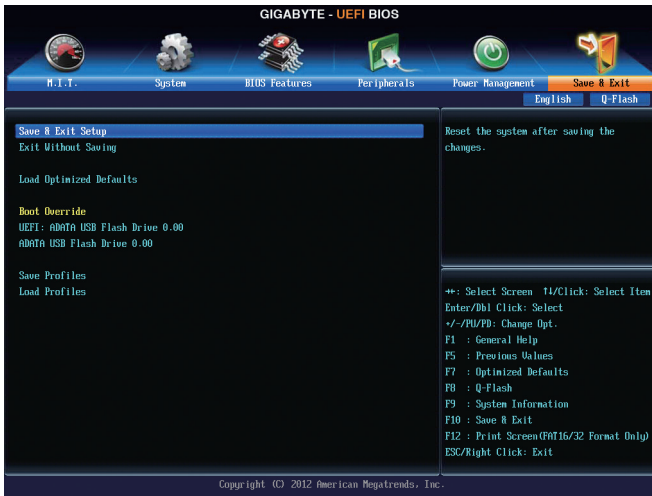 GIGABYTE - UEFI BIOS
M.I.T.
System
BIOS Features
Peripherals
Power Management
Save & Exit
English
Q-Flash
Save & Exit Setup
Exit Without Saving
Load Optimized Defaults
Boot Override
UEFI: ADATA USB Flash Drive 0.00
ADATA USB Flash Drive 0.00
Save Profiles
Load Profiles
Reset the system after saving the
changes.
→←: Select Screen ↑↓/Click: Select Item
Enter/Dbl Click: Select
+/-/PU/PD: Change Opt.
F1 : General Help
F5 : Previous Values
F7 : Optimized Defaults
F8 : Q-Flash
F9 : System Information
F10 : Save & Exit
F12 : Print Screen(FAT16/32 Format Only)
ESC/Right Click: Exit
Copyright (C) 2012 American Megatrends, Inc.